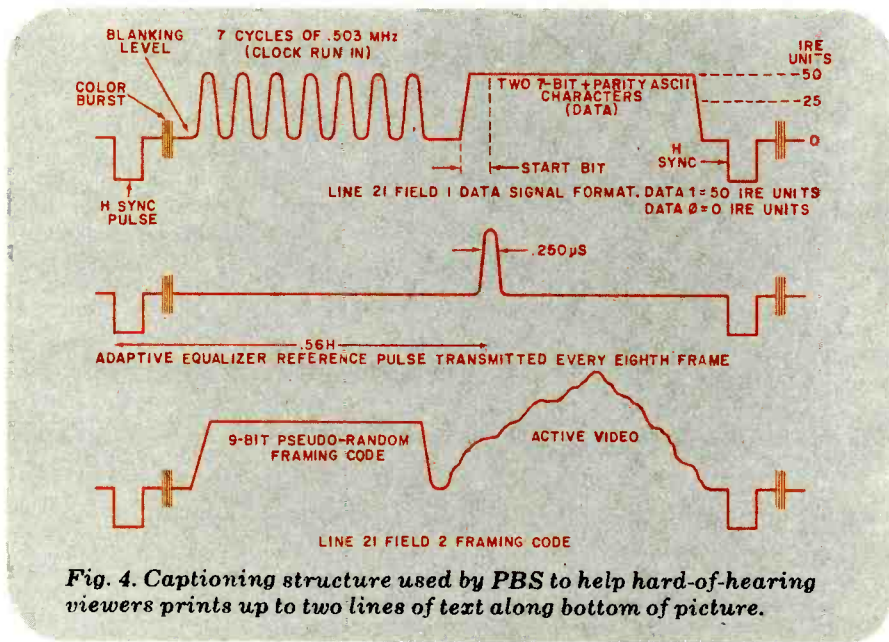 BLANKING
LEVEL
7 CYCLES OF .503 MHz
(CLOCK RUN IN)
IRE
UNITS
COLOR
BURST
50
TWO 7-BIT + PARITY ASCII
CHARACTERS
(DATA)
25
0
H
SYNC
START BIT
H SYNC
PULSE
LINE 21 FIELD 1 DATA SIGNAL FORMAT. DATA 1 = 50 IRE UNITS
DATA Ø = 0 IRE UNITS
.250µS
.56H
ADAPTIVE EQUALIZER REFERENCE PULSE TRANSMITTED EVERY EIGHTH FRAME
9-BIT PSEUDO-RANDOM
FRAMING CODE
ACTIVE VIDEO
LINE 21 FIELD 2 FRAMING CODE
Fig. 4. Captioning structure used by PBS to help hard-of-hearing
viewers prints up to two lines of text along bottom of picture.